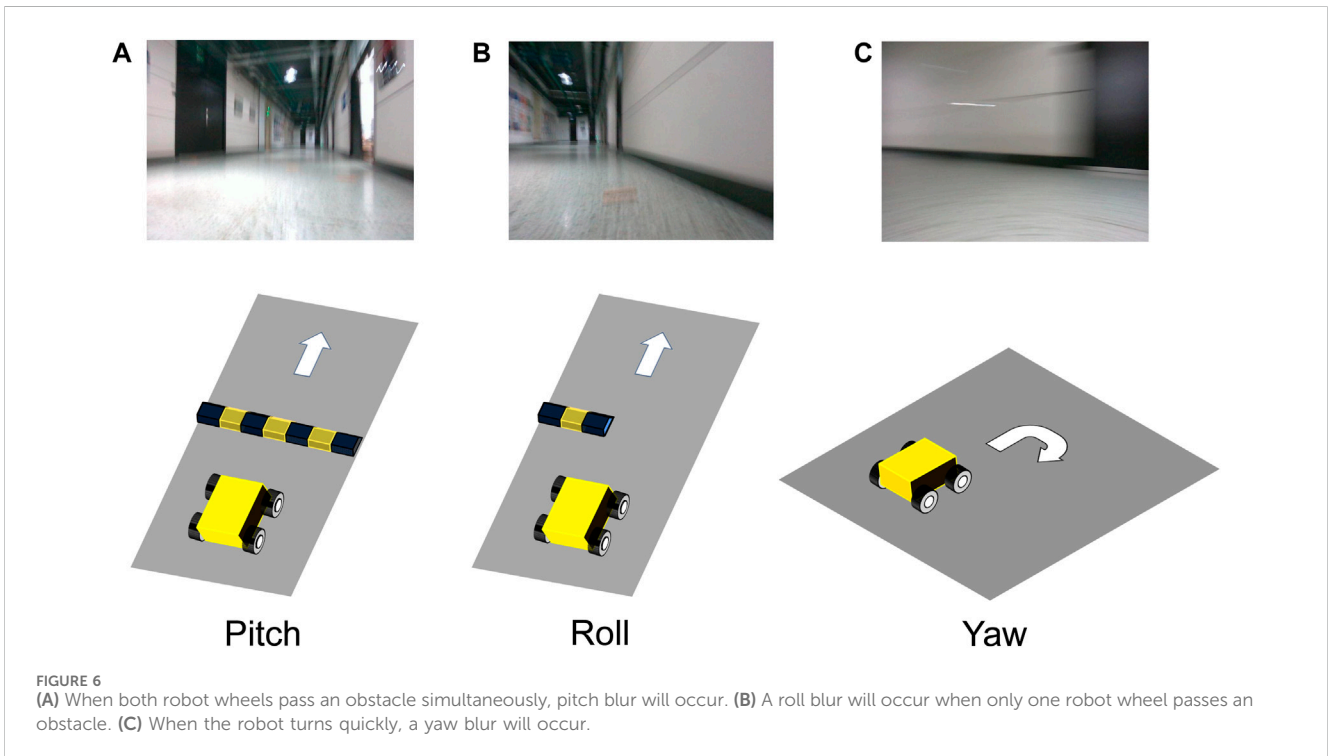 A
B
C
Pitch
Roll
Yaw
FIGURE 6
(A) When both robot wheels pass an obstacle simultaneously, pitch blur will occur. (B) A roll blur will occur when only one robot wheel passes an
obstacle. (C) When the robot turns quickly, a yaw blur will occur.